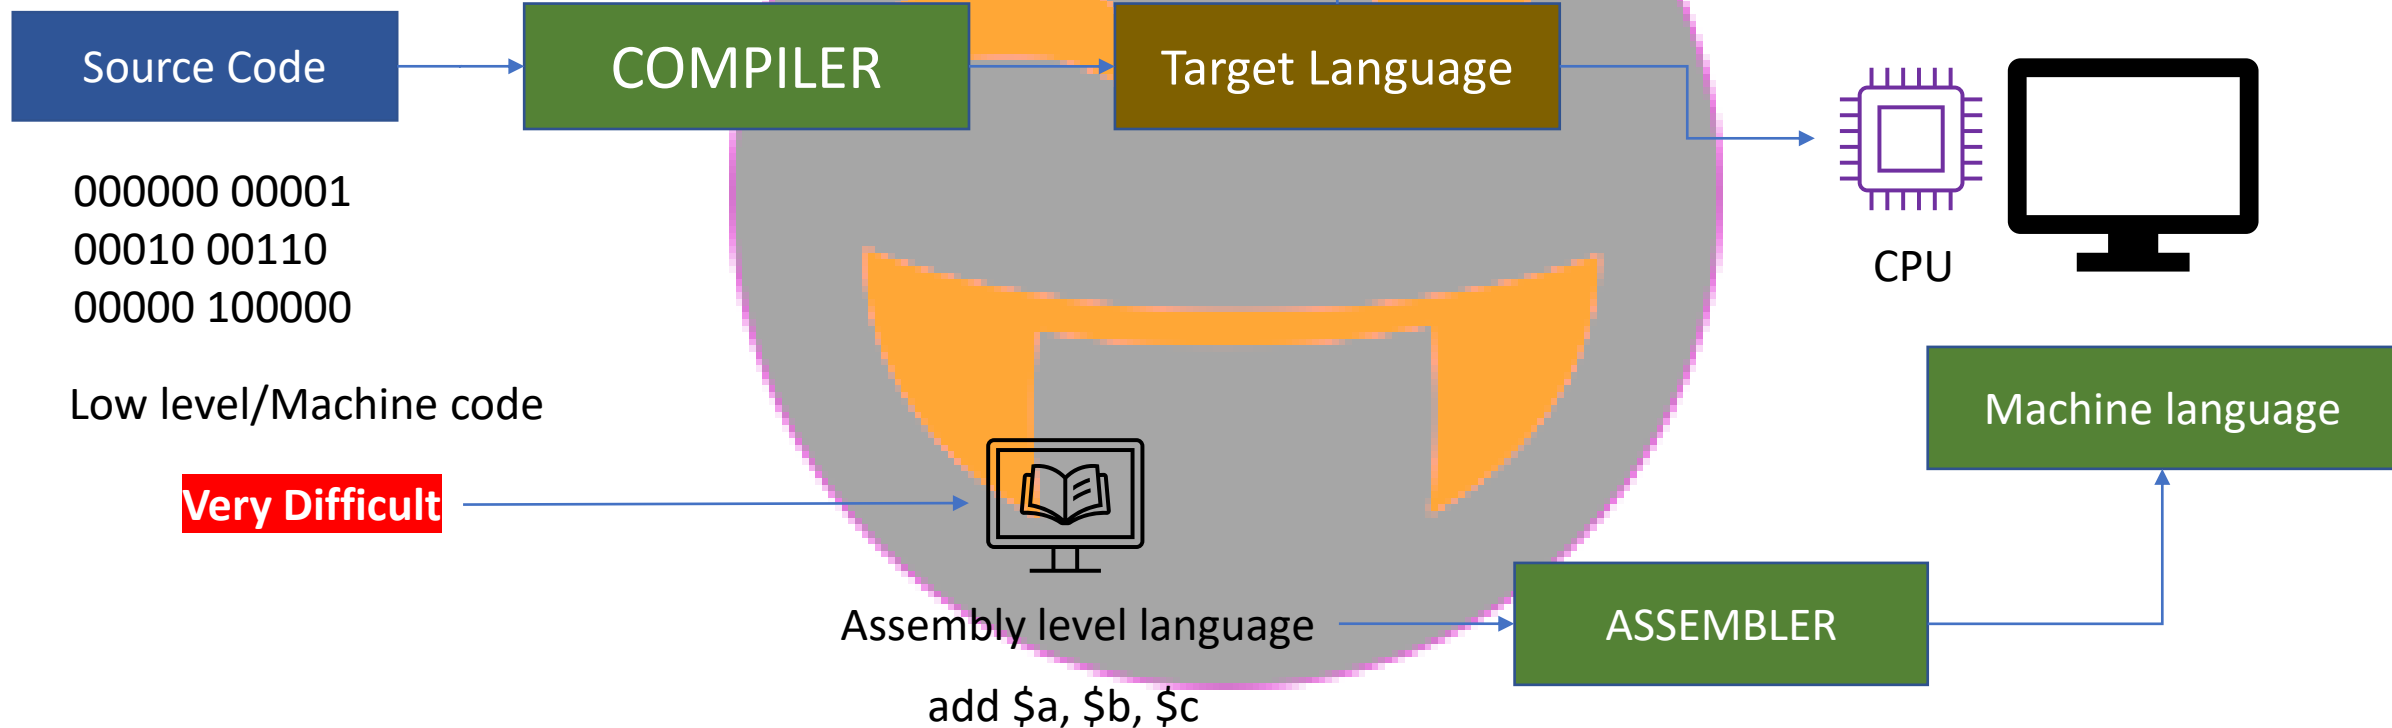 Source Code
COMPILER
Target Language
000000 00001
00010 00110
00000 100000
CPU
Low level/Machine code
Machine language
Very Difficult
Assembly level language
ASSEMBLER
add $a, $b, $c